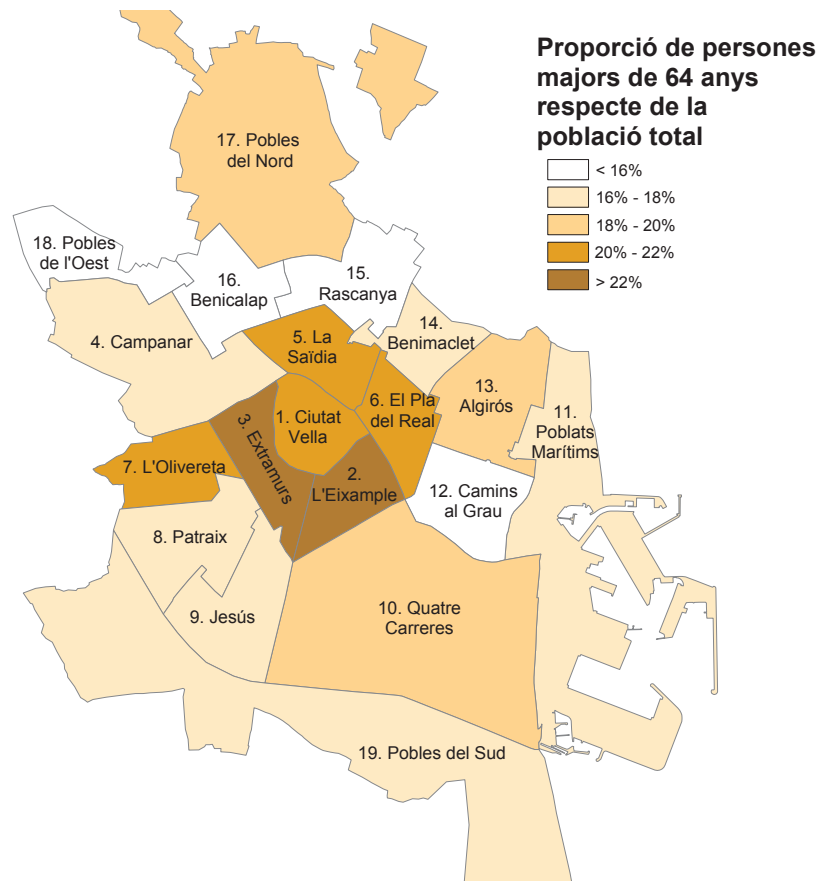 Proporció de persones
majors de 64 anys
respecte de la
població total
< 16%
16% - 18%
18% - 20%
20% - 22%
> 22%
17. Pobles
del Nord
18. Pobles
de l'Oest
16.
Benicalap
15.
Rascanya
4. Campanar
5. La
Saïdia
14.
Benimaclet
13.
Algirós
6. El Pla
del Real
11.
Poblats
Marítims
3. Extramurs
1. Ciutat
Vella
7. L'Olivereta
2.
L'Eixample
12. Camins
al Grau
8. Patraix
9. Jesús
10. Quatre
Carreres
19. Pobles del Sud